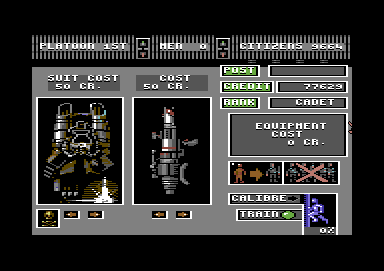 PLATOON 1ST MEN 0 CITIZENS 9664
POST
SUIT COST
50 CR.
COST
50 CR.
CREDIT 77629
RANK CADET
EQUIPMENT
COST
0 CR.
CALIBRE
TRAIN
0%